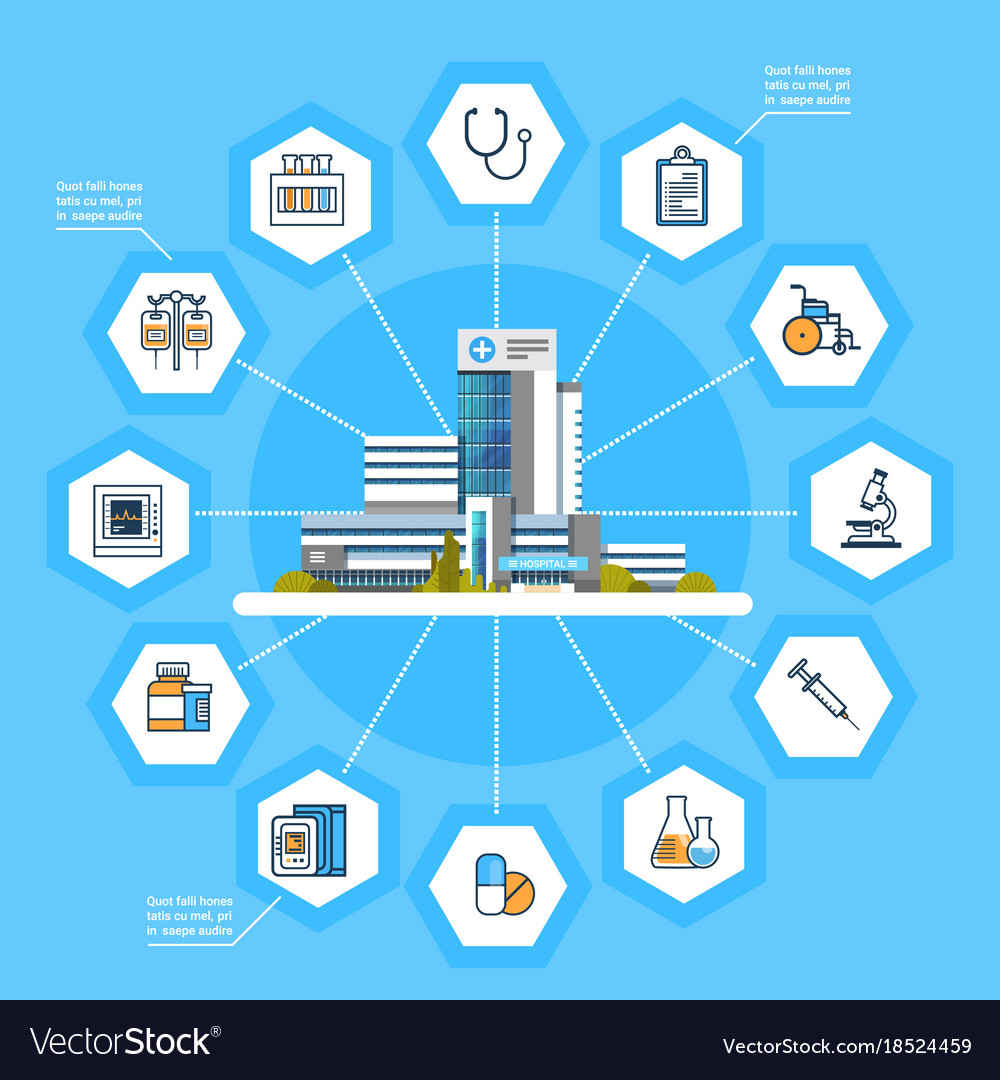 Quot falli hones
tatis cu mel, pri
in saepe audire
Quot falli hones
tatis cu mel, pri
in saepe audire
HOSPITAL
Quot falli hones
tatis cu mel, pri
in saepe audire
VectorStock®
VectorStock.com/18524459